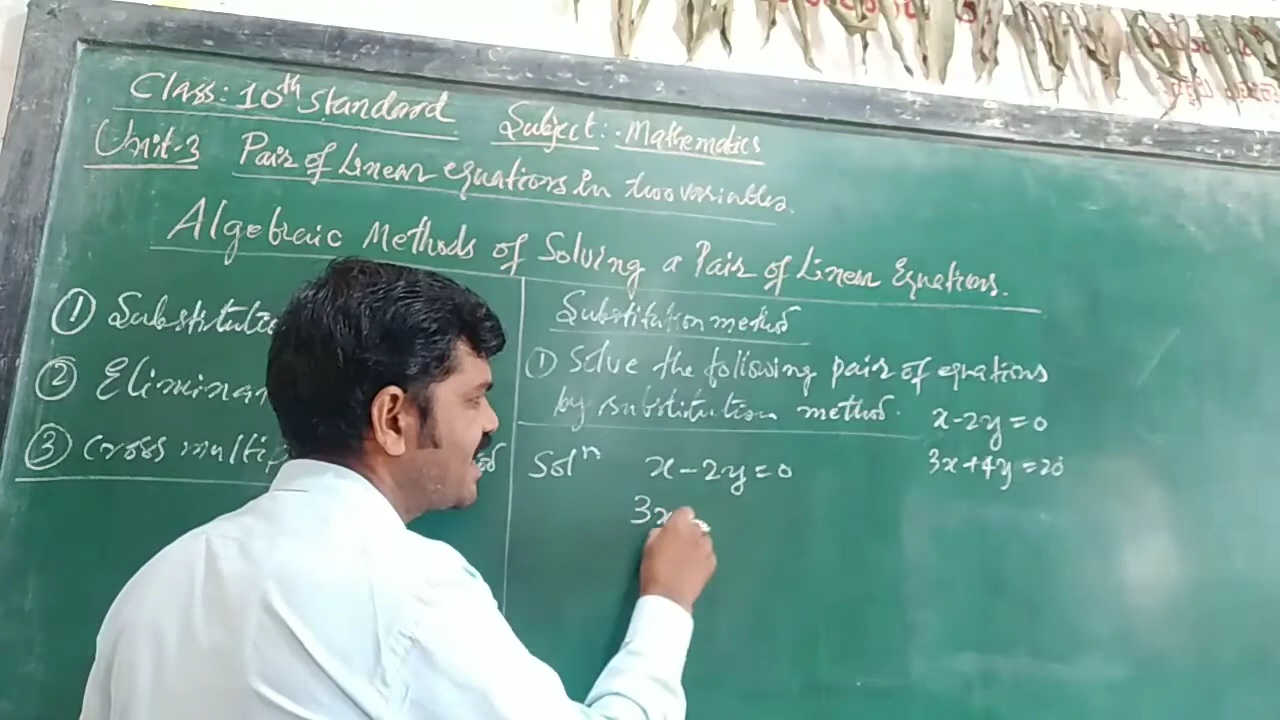 Class: 10th Standard Subject:- Mathematics
Unit-3 Pair of Linear equations in two variables.
Algebraic Methods of Solving a Pair of Linear Equations.
① Substitutio
② Eliminan
③ Cross multip
Substitution method
① Solve the following pair of equations
by substitution method. x-2y=0
3x+4y=20
Solⁿ x-2y=0
3x